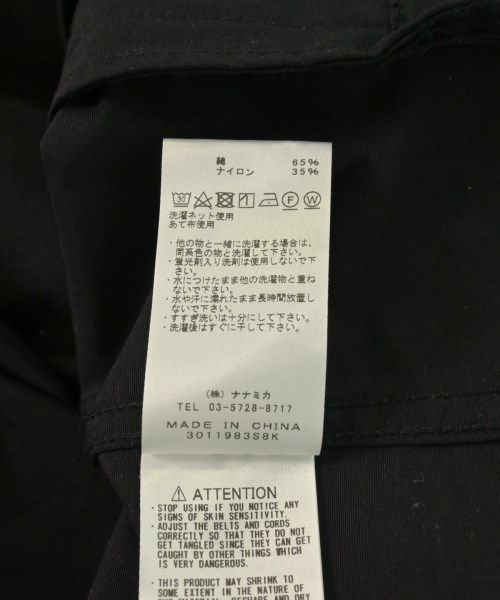 綿 65%
ナイロン 35%
30 F W
洗濯ネット使用
あて布使用
・他の物と一緒に洗濯する場合は、
同系色の物と洗濯して下さい。
・蛍光剤入り洗剤は使用しないで下
さい。
・水につけたまま他の洗濯物と重ね
ないで下さい。
・水や汗に濡れたまま長時間放置し
ないで下さい。
・すすぎ洗いは十分にして下さい。
・洗濯後はすぐに干して下さい。
(株) ナナミカ
TEL 03-5728-8717
MADE IN CHINA
3011983S8K
⚠ ATTENTION
・STOP USING IF YOU NOTICE ANY
SIGNS OF SKIN SENSITIVITY.
・ADJUST THE BELTS AND CORDS
CORRECTLY SO THAT THEY DO NOT
GET TANGLED SINCE THEY CAN GET
CAUGHT BY OTHER THINGS WHICH
IS VERY DANGEROUS.
・THIS PRODUCT MAY SHRINK TO
SOME EXTENT IN THE NATURE OF